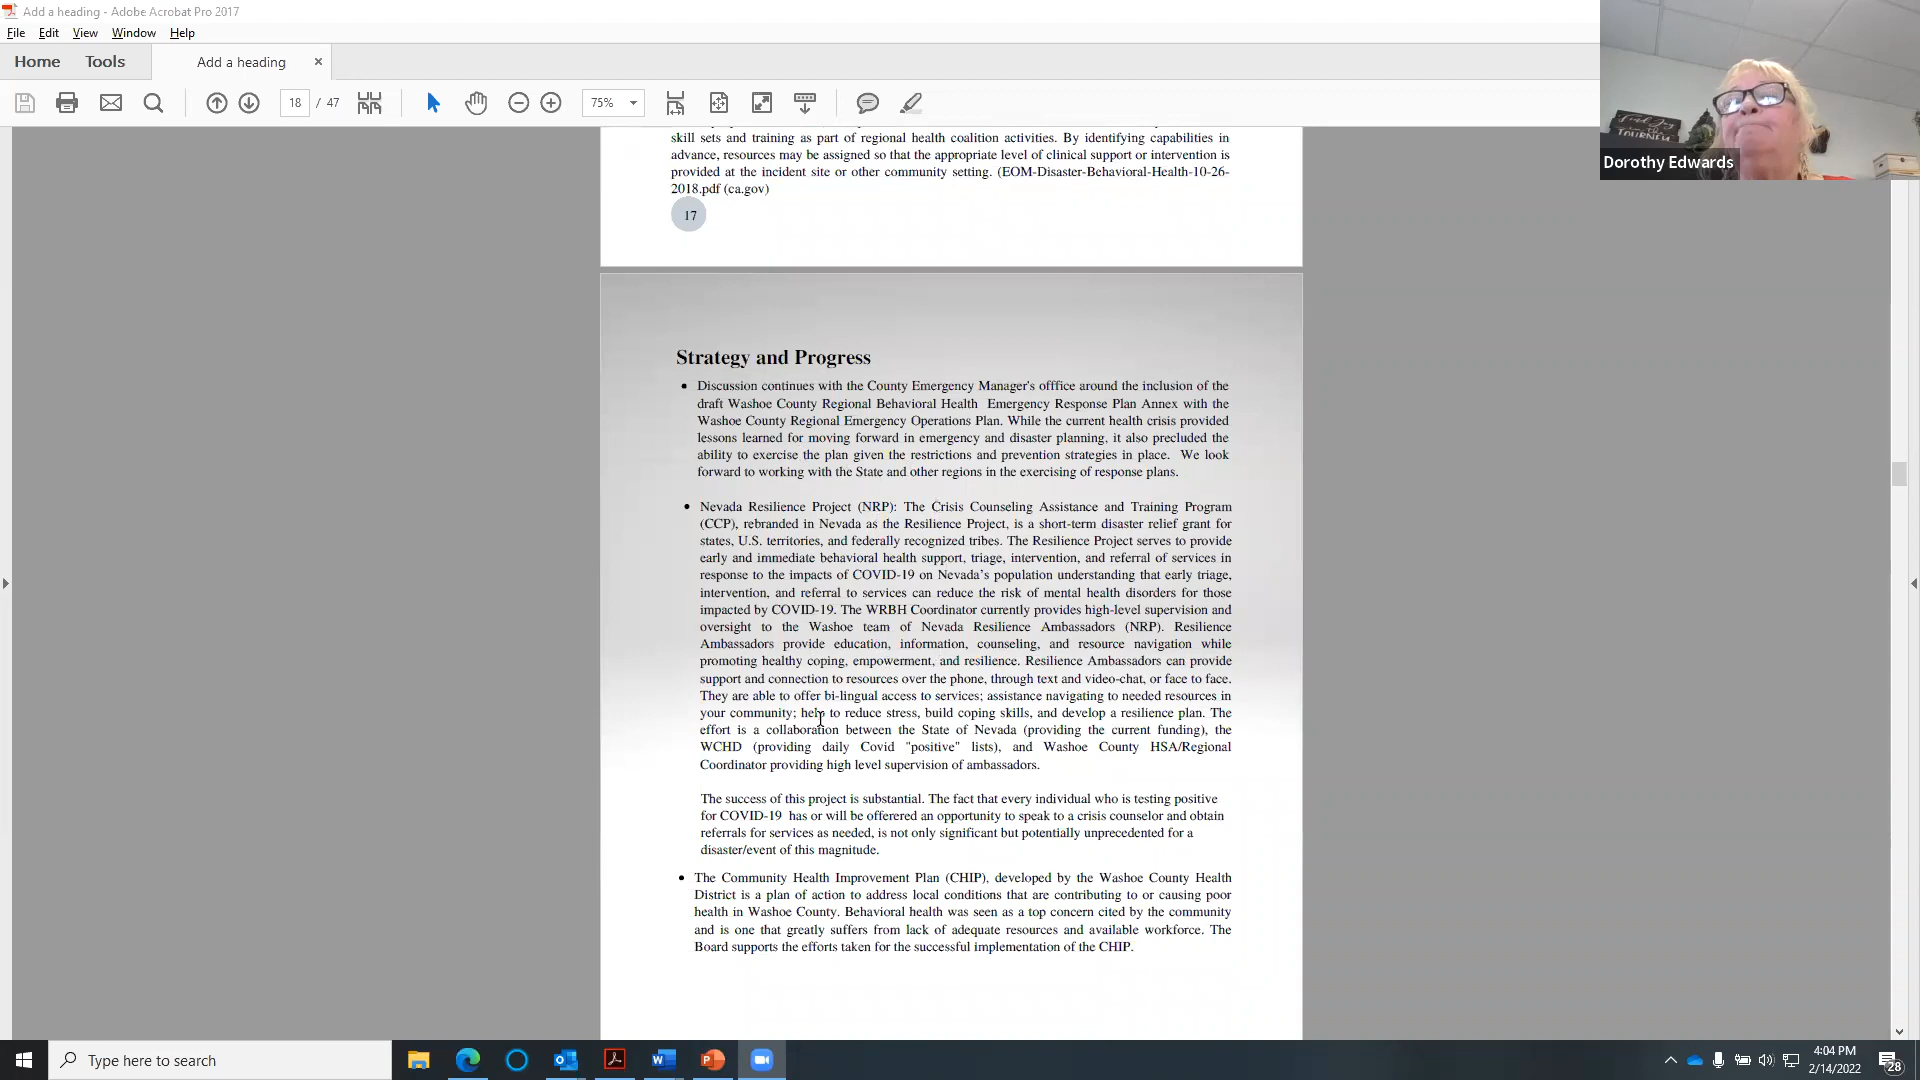 Add a heading - Adobe Acrobat Pro 2017
File Edit View Window Help
Home Tools Add a heading ×
18 / 47 75%
skill sets and training as part of regional health coalition activities. By identifying capabilities in
advance, resources may be assigned so that the appropriate level of clinical support or intervention is
provided at the incident site or other community setting. (EOM-Disaster-Behavioral-Health-10-26-
2018.pdf (ca.gov)
17
Strategy and Progress
• Discussion continues with the County Emergency Manager's offfice around the inclusion of the
draft Washoe County Regional Behavioral Health Emergency Response Plan Annex with the
Washoe County Regional Emergency Operations Plan. While the current health crisis provided
lessons learned for moving forward in emergency and disaster planning, it also precluded the
ability to exercise the plan given the restrictions and prevention strategies in place. We look
forward to working with the State and other regions in the exercising of response plans.
• Nevada Resilience Project (NRP): The Crisis Counseling Assistance and Training Program
(CCP), rebranded in Nevada as the Resilience Project, is a short-term disaster relief grant for
states, U.S. territories, and federally recognized tribes. The Resilience Project serves to provide
early and immediate behavioral health support, triage, intervention, and referral of services in
response to the impacts of COVID-19 on Nevada's population understanding that early triage,
intervention, and referral to services can reduce the risk of mental health disorders for those
impacted by COVID-19. The WRBH Coordinator currently provides high-level supervision and
oversight to the Washoe team of Nevada Resilience Ambassadors (NRP). Resilience
Ambassadors provide education, information, counseling, and resource navigation while
promoting healthy coping, empowerment, and resilience. Resilience Ambassadors can provide
support and connection to resources over the phone, through text and video-chat, or face to face.
They are able to offer bi-lingual access to services; assistance navigating to needed resources in
your community; help to reduce stress, build coping skills, and develop a resilience plan. The
effort is a collaboration between the State of Nevada (providing the current funding), the
WCHD (providing daily Covid "positive" lists), and Washoe County HSA/Regional
Coordinator providing high level supervision of ambassadors.
The success of this project is substantial. The fact that every individual who is testing positive
for COVID-19 has or will be offerered an opportunity to speak to a crisis counselor and obtain
referrals for services as needed, is not only significant but potentially unprecedented for a
disaster/event of this magnitude.
• The Community Health Improvement Plan (CHIP), developed by the Washoe County Health
District is a plan of action to address local conditions that are contributing to or causing poor
health in Washoe County. Behavioral health was seen as a top concern cited by the community
and is one that greatly suffers from lack of adequate resources and available workforce. The
Board supports the efforts taken for the successful implementation of the CHIP.
JOURNEY
Dorothy Edwards
Type here to search
4:04 PM
2/14/2022
28